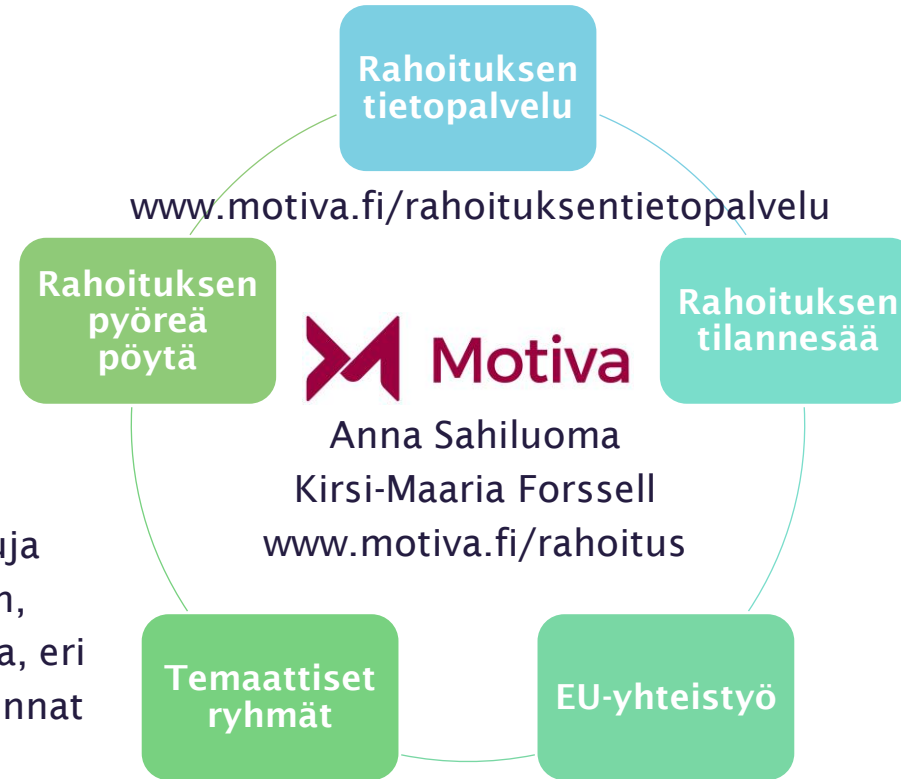 Rahoituksen
tietopalvelu
www.motiva.fi/rahoituksentietopalvelu
Rahoituksen
pyöreä
pöytä
Rahoituksen
tilannesää
Motiva
Anna Sahiluoma
Kirsi-Maaria Forssell
www.motiva.fi/rahoitus
eri
Temaattiset
ryhmät
EU-yhteistyö